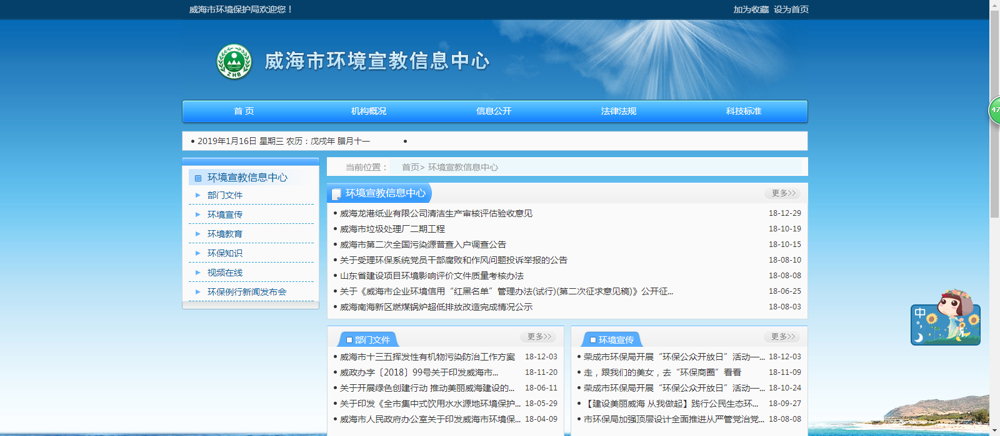 威海市环境保护局欢迎您！
加为收藏 设为首页
ZHB
威海市环境宣教信息中心
首 页 机构概况 信息公开 法律法规 科技标准
47
• 2019年1月16日 星期三 农历：戊戌年 腊月十一 •
环境宣教信息中心
部门文件
环境宣传
环境教育
环保知识
视频在线
环保例行新闻发布会
当前位置： 首页> 环境宣教信息中心
环境宣教信息中心 更多>>
• 威海龙港纸业有限公司清洁生产审核评估验收意见 18-12-29
• 威海市垃圾处理厂二期工程 18-10-19
• 威海市第二次全国污染源普查入户调查公告 18-10-15
• 关于受理环保系统党员干部腐败和作风问题投诉举报的公告 18-08-10
• 山东省建设项目环境影响评价文件质量考核办法 18-08-08
• 关于《威海市企业环境信用“红黑名单”管理办法(试行)(第二次征求意见稿)》公开征... 18-06-25
• 威海南海新区燃煤锅炉超低排放改造完成情况公示 18-08-03
部门文件 更多>>
• 威海市十三五挥发性有机物污染防治工作方案 18-12-03
• 威政办字〔2018〕99号关于印发威海市... 18-11-20
• 关于开展绿色创建行动 推动美丽威海建设的... 18-06-11
• 关于印发《全市集中式饮用水水源地环境保护... 18-05-29
• 威海市人民政府办公室关于印发威海市环境保... 18-04-09
环境宣传 更多>>
• 荣成市环保局开展“环保公众开放日”活动—... 18-12-03
• 走，跟我们的美女，去“环保商圈”看看 18-11-09
• 荣成市环保局开展“环保公众开放日”活动—... 18-10-24
• 【建设美丽威海 从我做起】践行公民生态环... 18-09-27
• 市环保局加强顶层设计全面推进从严管党治党... 18-08-08
中
°,